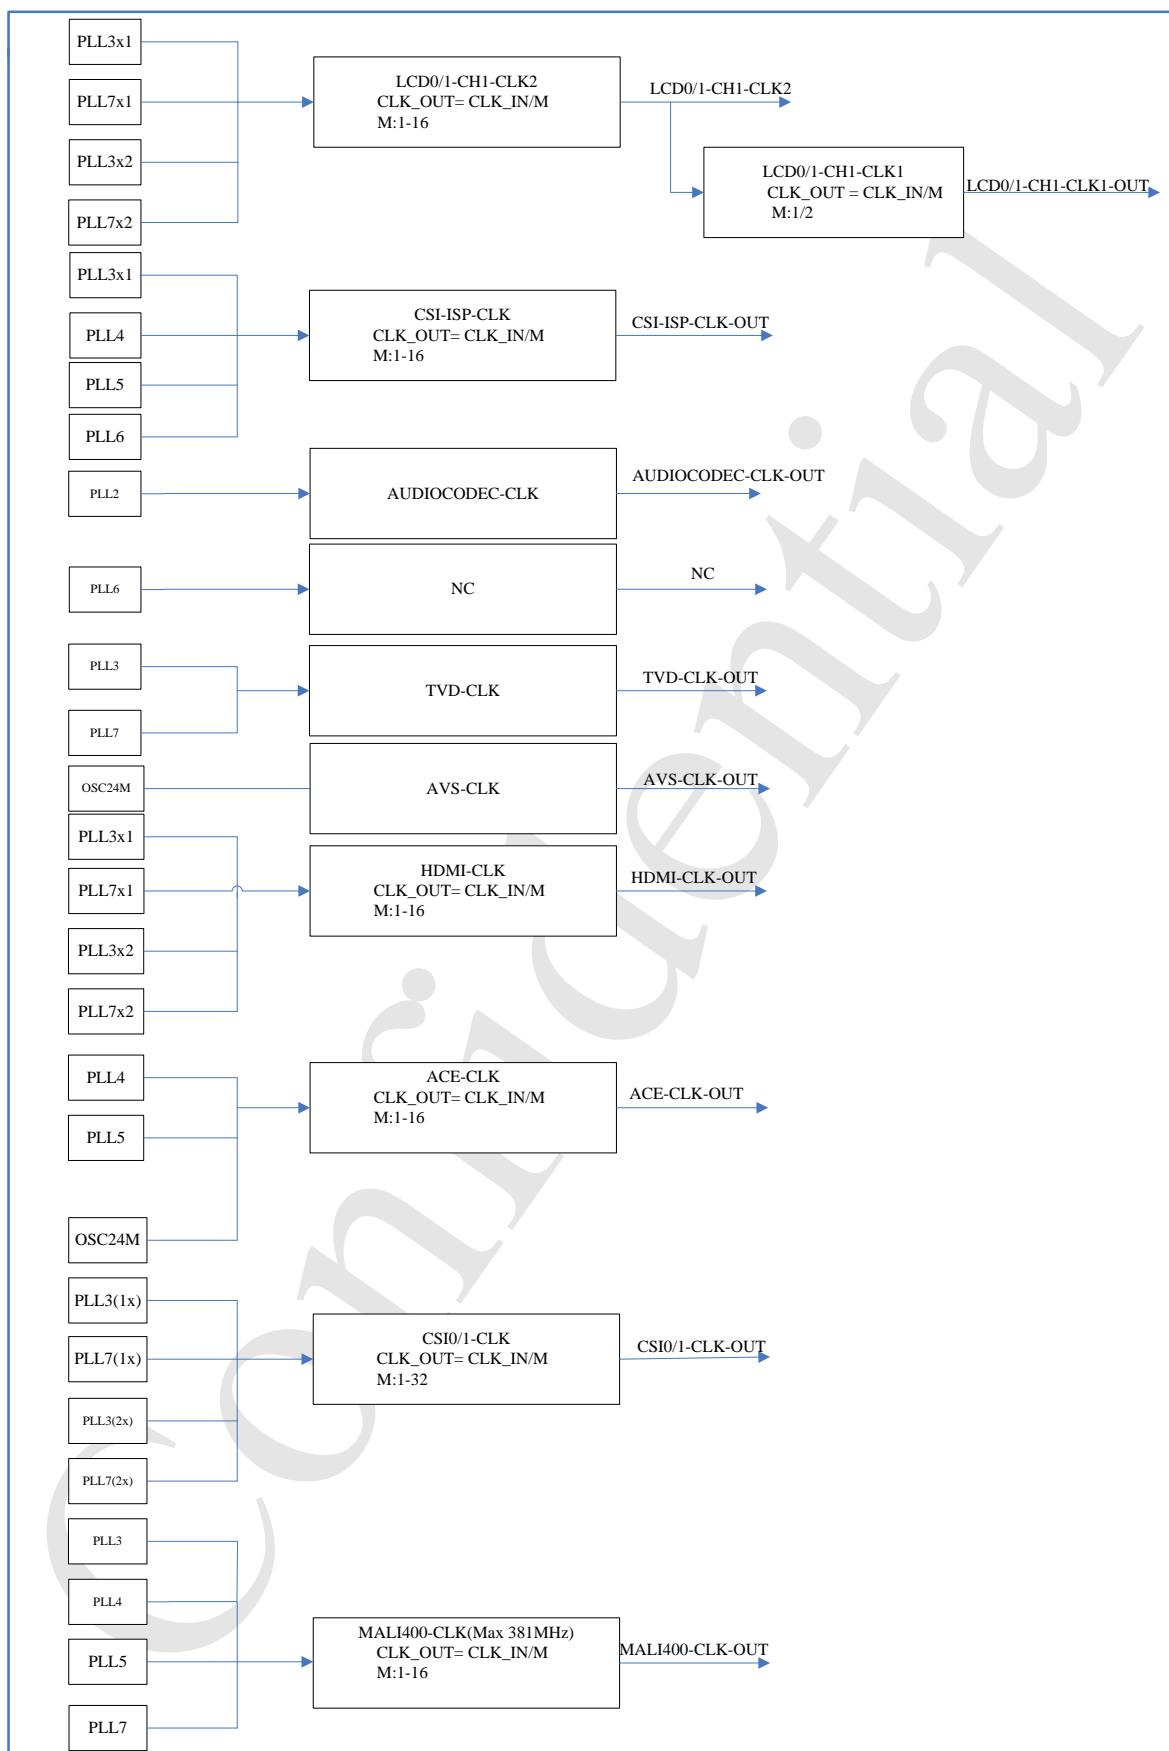 PLL3x1
PLL7x1
PLL3x2
PLL7x2
LCD0/1-CH1-CLK2
CLK_OUT= CLK_IN/M
M:1-16
LCD0/1-CH1-CLK2
LCD0/1-CH1-CLK1
CLK_OUT = CLK_IN/M
M:1/2
LCD0/1-CH1-CLK1-OUT
PLL3x1
PLL4
PLL5
PLL6
CSI-ISP-CLK
CLK_OUT= CLK_IN/M
M:1-16
CSI-ISP-CLK-OUT
PLL2
AUDIOCODEC-CLK
AUDIOCODEC-CLK-OUT
PLL6
NC
NC
PLL3
PLL7
TVD-CLK
TVD-CLK-OUT
OSC24M
AVS-CLK
AVS-CLK-OUT
PLL3x1
PLL7x1
PLL3x2
PLL7x2
HDMI-CLK
CLK_OUT= CLK_IN/M
M:1-16
HDMI-CLK-OUT
PLL4
PLL5
OSC24M
ACE-CLK
CLK_OUT= CLK_IN/M
M:1-16
ACE-CLK-OUT
PLL3(1x)
PLL7(1x)
PLL3(2x)
PLL7(2x)
CSI0/1-CLK
CLK_OUT= CLK_IN/M
M:1-32
CSI0/1-CLK-OUT
PLL3
PLL4
PLL5
PLL7
MALI400-CLK(Max 381MHz)
CLK_OUT= CLK_IN/M
M:1-16
MALI400-CLK-OUT
Confidential